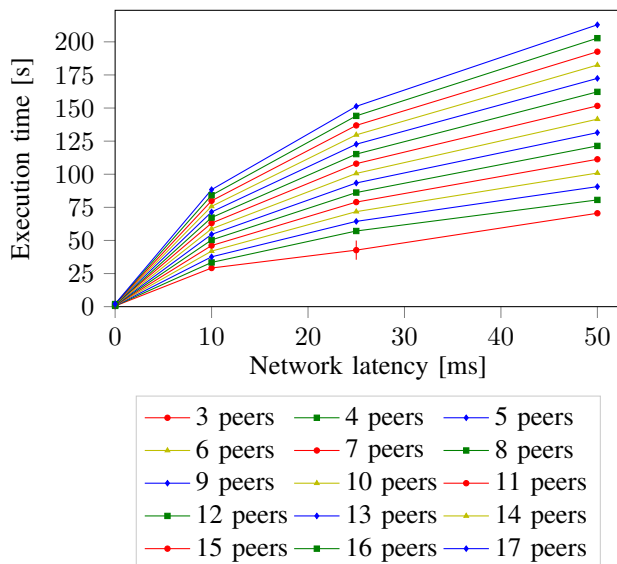 200
175
150
125
100
75
50
25
0
Execution time [s]
0 10 20 30 40 50
Network latency [ms]
3 peers 4 peers 5 peers
6 peers 7 peers 8 peers
9 peers 10 peers 11 peers
12 peers 13 peers 14 peers
15 peers 16 peers 17 peers